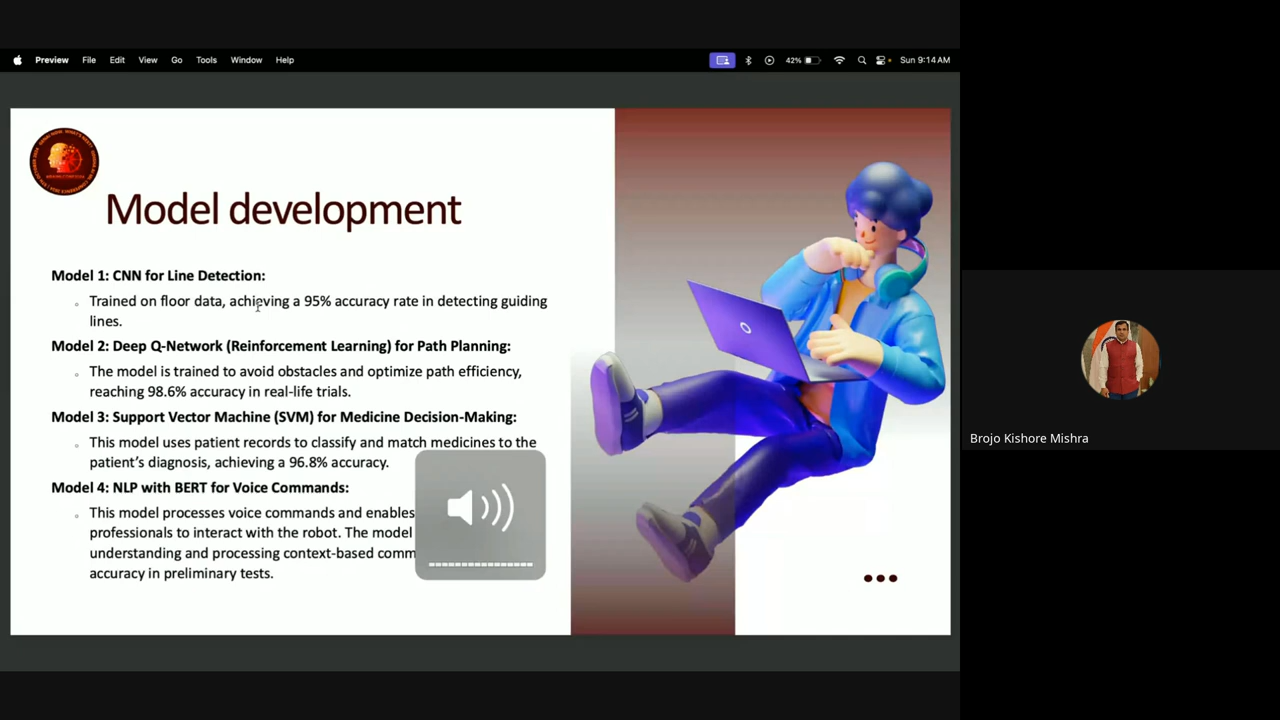 Preview File Edit View Go Tools Window Help 42% Sun 9:14 AM
Model development
Model 1: CNN for Line Detection:
Trained on floor data, achieving a 95% accuracy rate in detecting guiding
lines.
Model 2: Deep Q-Network (Reinforcement Learning) for Path Planning:
The model is trained to avoid obstacles and optimize path efficiency,
reaching 98.6% accuracy in real-life trials.
Model 3: Support Vector Machine (SVM) for Medicine Decision-Making:
This model uses patient records to classify and match medicines to the
patient's diagnosis, achieving a 96.8% accuracy.
Model 4: NLP with BERT for Voice Commands:
This model processes voice commands and enables
professionals to interact with the robot. The model
understanding and processing context-based comm
accuracy in preliminary tests.
Brojo Kishore Mishra